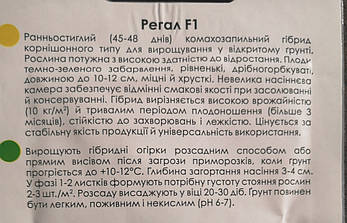 Регал F1
Ранньостиглий (45-48 днів) комахозапильний гібрид
корнішонного типу для вирощування у відкритому ґрунті.
Рослина потужна з високою здатністю до відростання. Плоди
темно-зеленого забарвлення, рівненькі, дрібногорбкуваті,
довжиною до 10-12 см, міцні й хрусткі. Невелика насіннєва
камера забезпечує відмінні смакові якості при засолюванні
й консервуванні. Гібрид вирізняється високою врожайністю (10
кг/м²) й тривалим періодом плодоношення (більше 3
місяців), стійкістю до захворювань і лежкістю. Цінується за
стабільну якість продукції й універсальність використання.
Вирощують гібридні огірки розсадним способом або
прямим висівом після загрози приморозків, коли ґрунт
прогріється до +10-12°С. Глибина загортання насіння 3-4 см.
У фазі 1-2 листків формують потрібну густоту стояння рослин
2-3 шт./м². Розсаду висаджують у віці 20-30 діб. Ґрунт повинен
бути легким, поживним і некислим (рН 6-7).